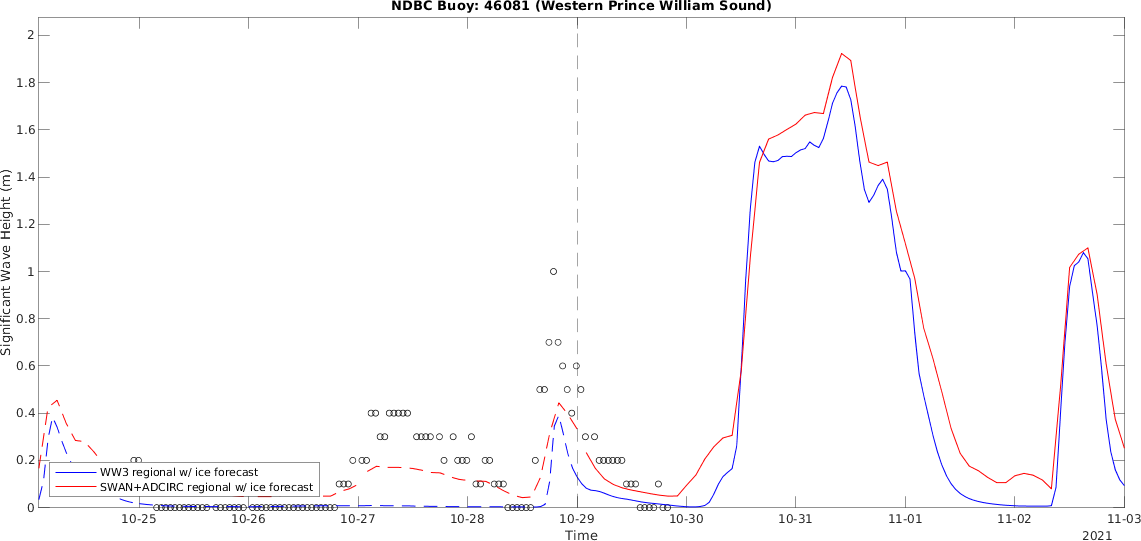 NDBC Buoy: 46081 (Western Prince William Sound)
2
1.8
1.6
1.4
1.2
1
0.8
0.6
0.4
0.2
0
Significant Wave Height (m)
WW3 regional w/ ice forecast
SWAN+ADCIRC regional w/ ice forecast
10-25 10-26 10-27 10-28 10-29 10-30 10-31 11-01 11-02 11-03
Time
2021